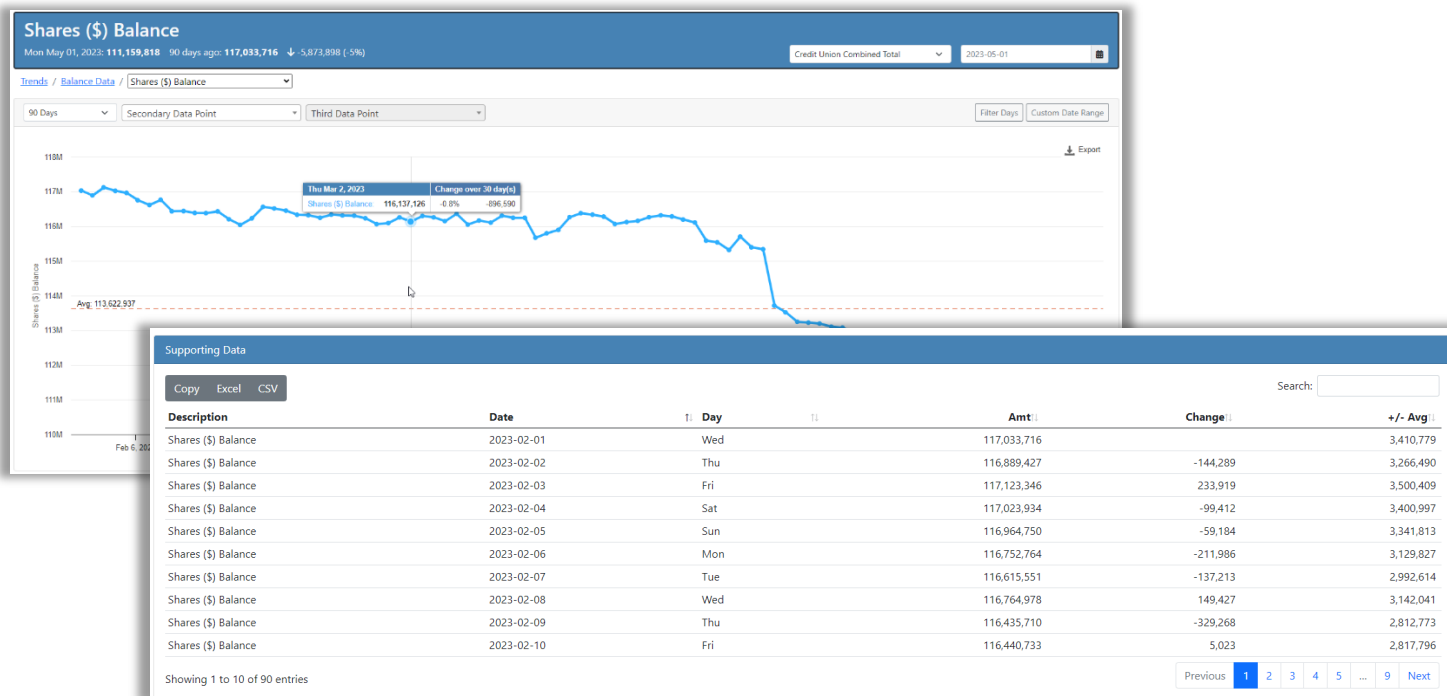 Shares ($) Balance
Mon May 01, 2023: 111,159,818 90 days ago: 117,033,716 ↓ -5,873,898 (-5%)
Credit Union Combined Total
2023-05-01
Trends / Balance Data / Shares ($) Balance
90 Days
Secondary Data Point
Third Data Point
Filter Days
Custom Date Range
Export
118M
117M
116M
115M
114M
113M
112M
111M
110M
Shares ($) Balance
Thu Mar 2, 2023 Change over 30 day(s)
Shares ($) Balance: 116,137,126 -0.8% -896,590
Avg: 113,622,937
Feb 6, 202
Supporting Data
Copy Excel CSV
Search:
Description Date Day Amt Change +/- Avg
Shares ($) Balance 2023-02-01 Wed 117,033,716 3,410,779
Shares ($) Balance 2023-02-02 Thu 116,889,427 -144,289 3,266,490
Shares ($) Balance 2023-02-03 Fri 117,123,346 233,919 3,500,409
Shares ($) Balance 2023-02-04 Sat 117,023,934 -99,412 3,400,997
Shares ($) Balance 2023-02-05 Sun 116,964,750 -59,184 3,341,813
Shares ($) Balance 2023-02-06 Mon 116,752,764 -211,986 3,129,827
Shares ($) Balance 2023-02-07 Tue 116,615,551 -137,213 2,992,614
Shares ($) Balance 2023-02-08 Wed 116,764,978 149,427 3,142,041
Shares ($) Balance 2023-02-09 Thu 116,435,710 -329,268 2,812,773
Shares ($) Balance 2023-02-10 Fri 116,440,733 5,023 2,817,796
Showing 1 to 10 of 90 entries
Previous 1 2 3 4 5 ... 9 Next